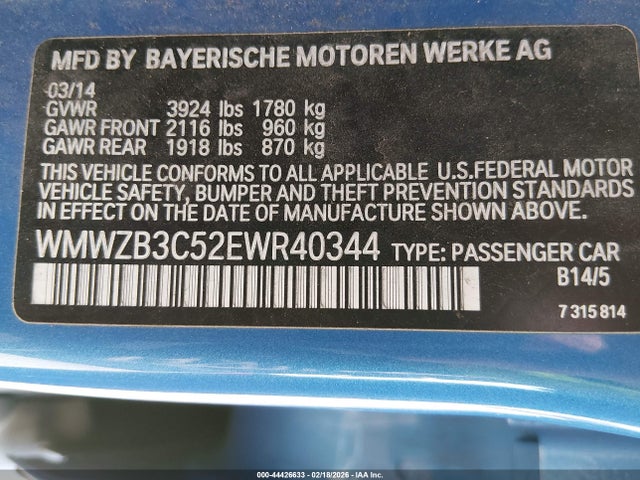 MFD BY BAYERISCHE MOTOREN WERKE AG
03/14
GVWR 3924 lbs 1780 kg
GAWR FRONT 2116 lbs 960 kg
GAWR REAR 1918 lbs 870 kg
THIS VEHICLE CONFORMS TO ALL APPLICABLE U.S.FEDERAL MOTOR
VEHICLE SAFETY, BUMPER AND THEFT PREVENTION STANDARDS
IN EFFECT ON THE DATE OF MANUFACTURE SHOWN ABOVE.
WMWZB3C52EWR40344 TYPE: PASSENGER CAR
B14/5
7 315 814
000-44426633 - 02/18/2026 - IAA Inc.